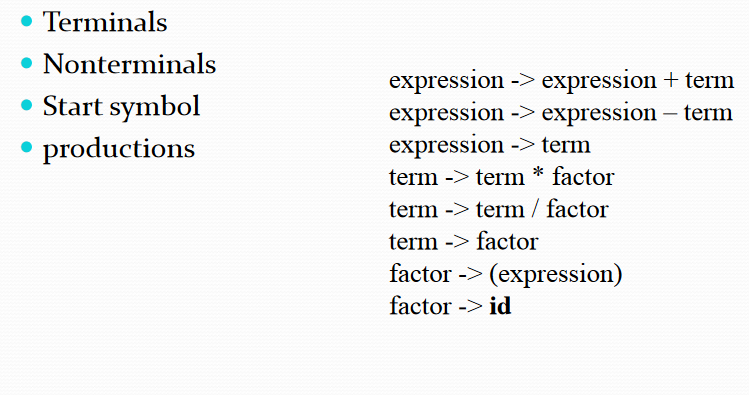 Terminals
Nonterminals
Start symbol
productions
expression -> expression + term
expression -> expression – term
expression -> term
term -> term * factor
term -> term / factor
term -> factor
factor -> (expression)
factor -> id